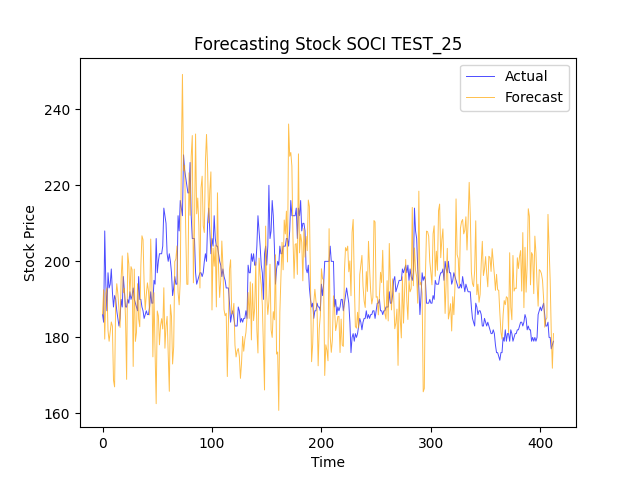 Forecasting Stock SOCI TEST_25
Actual
Forecast
Stock Price
240
220
200
180
160
0 100 200 300 400
Time